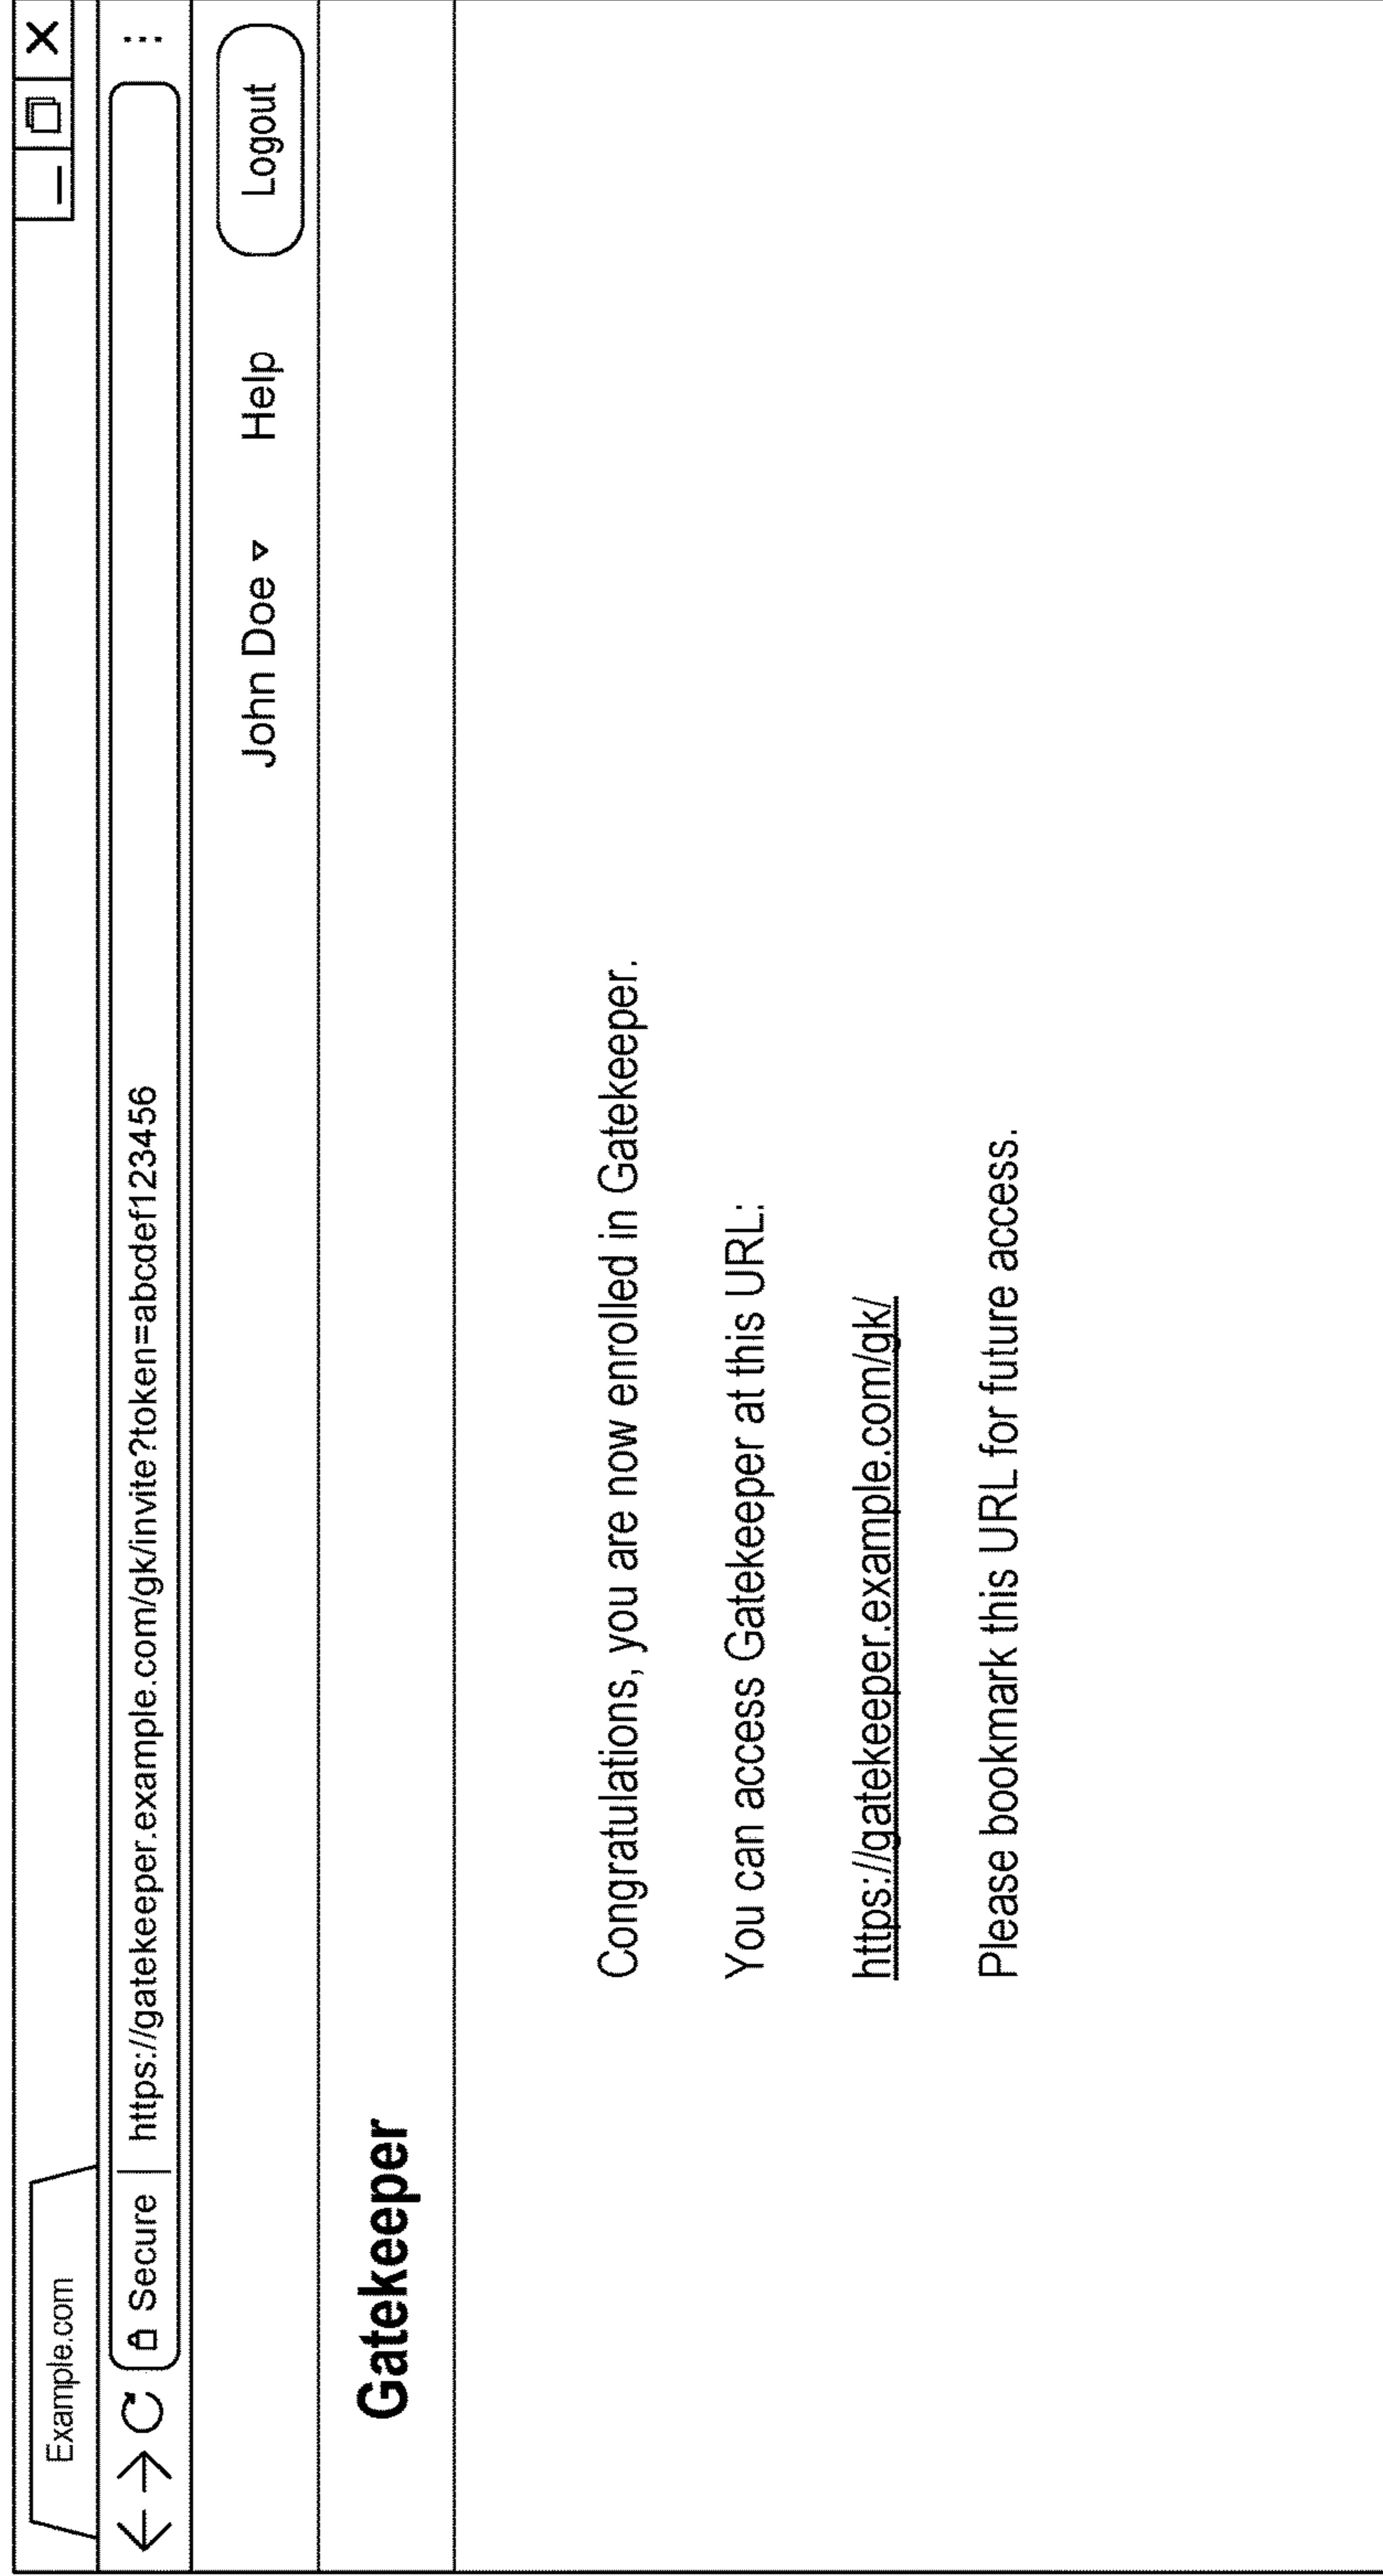 Example.com
Secure | https://gatekeeper.example.com/gk/invite?token=abcdef123456
John Doe Help Logout
Gatekeeper
Congratulations, you are now enrolled in Gatekeeper.
You can access Gatekeeper at this URL:
https://gatekeeper.example.com/gk/
Please bookmark this URL for future access.